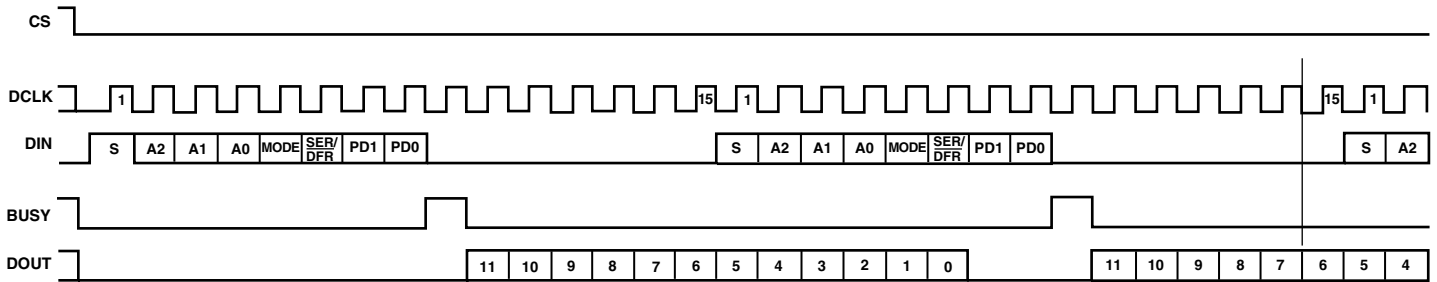 CS
DCLK 1 15 1 15 1
DIN S A2 A1 A0 MODE SER/DFR PD1 PD0 S A2 A1 A0 MODE SER/DFR PD1 PD0 S A2
BUSY
DOUT 11 10 9 8 7 6 5 4 3 2 1 0 11 10 9 8 7 6 5 4